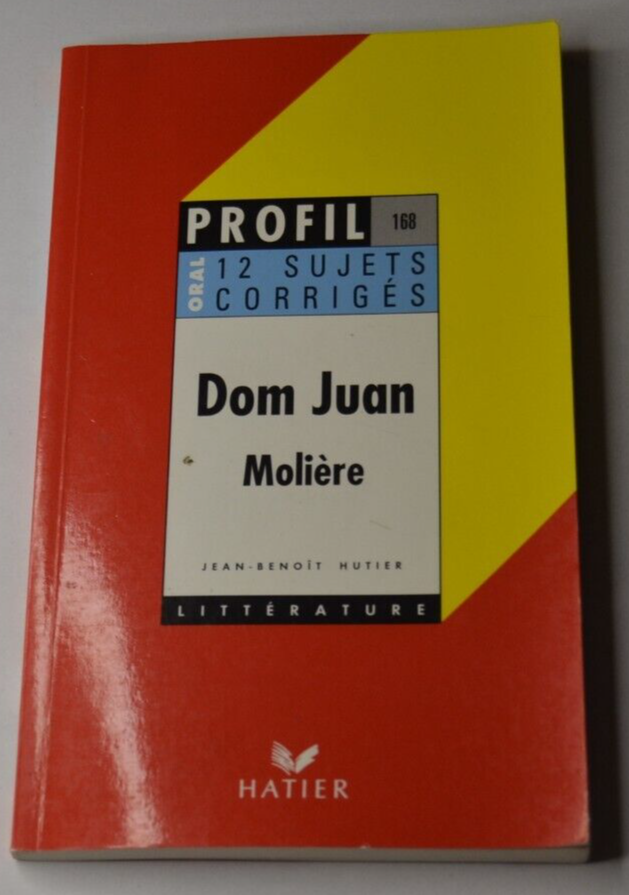 PROFIL 168
ORAL 12 SUJETS
CORRIGÉS
Dom Juan
Molière
JEAN-BENOÎT HUTIER
LITTÉRATURE
HATIER